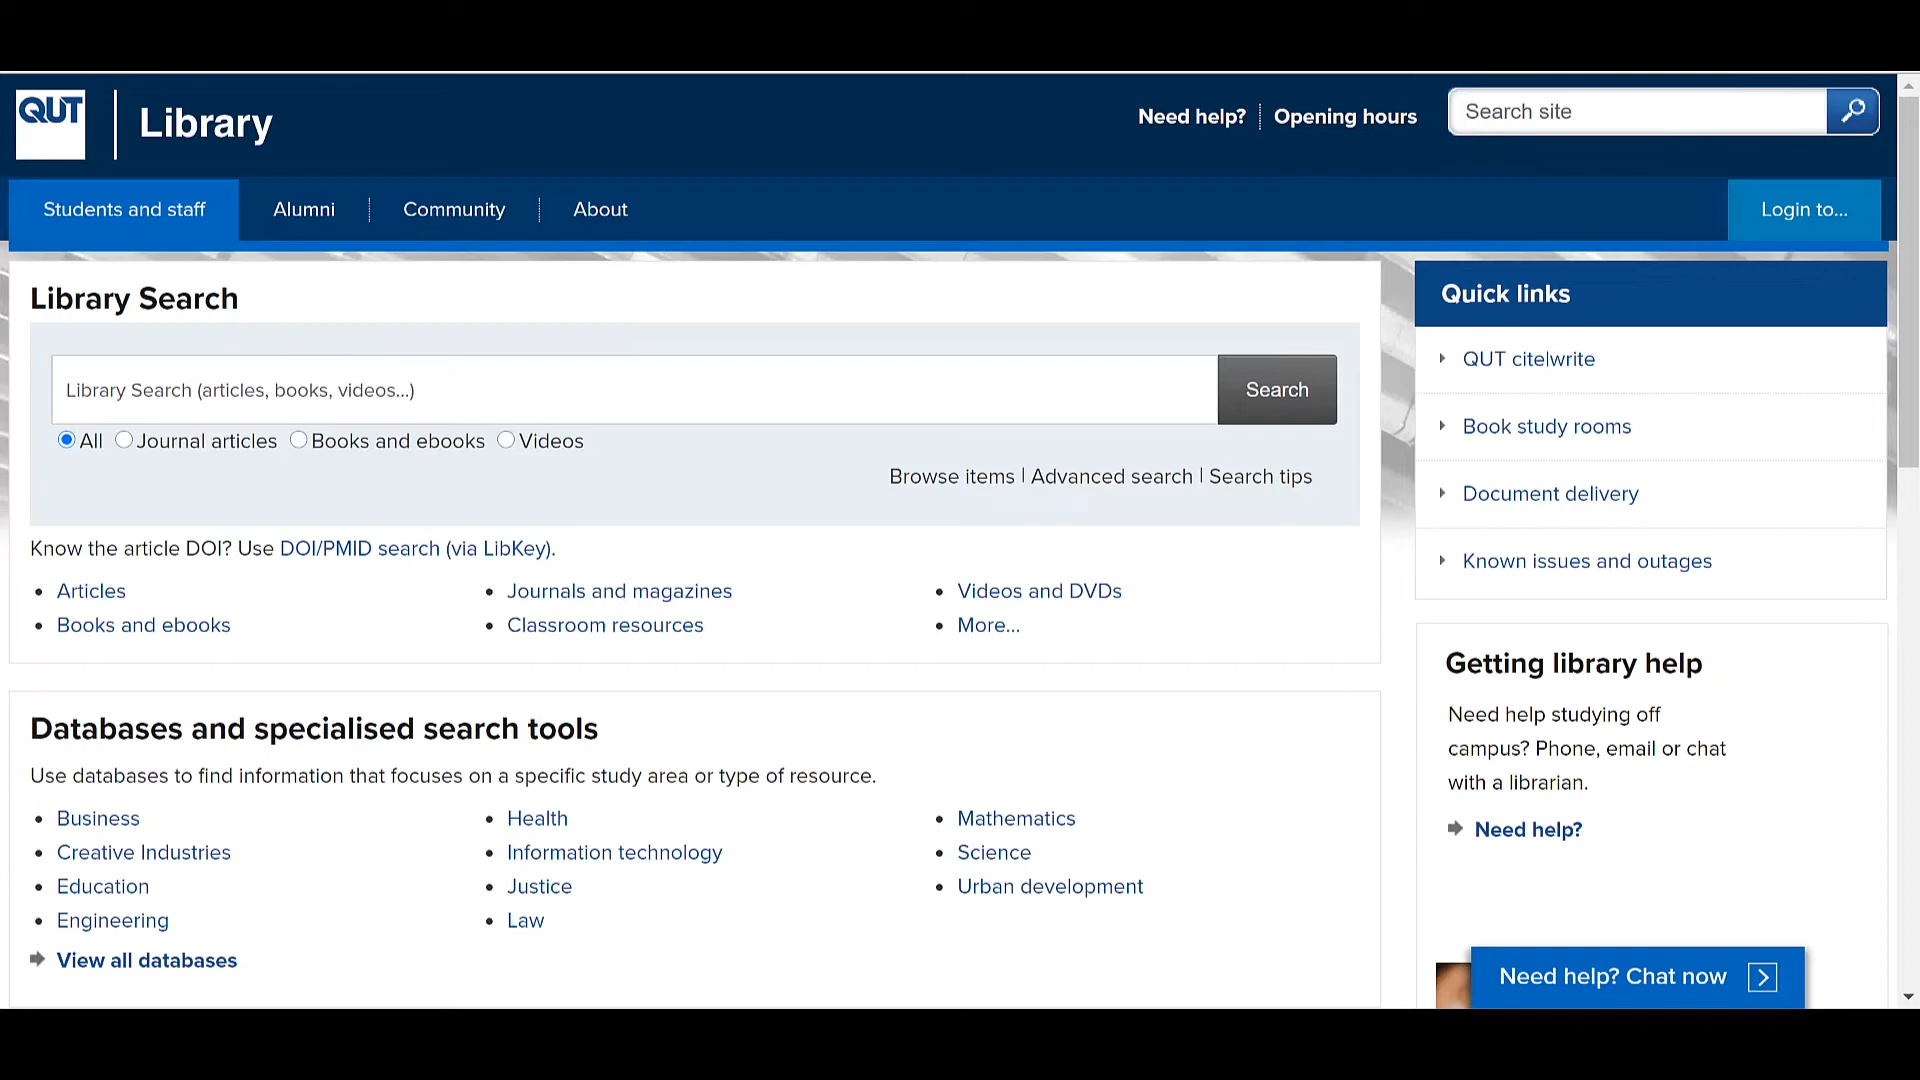 QUT
Library
Need help?
Opening hours
Search site
Students and staff
Alumni
Community
About
Login to...
Library Search
Library Search (articles, books, videos...)
Search
All Journal articles Books and ebooks Videos
Browse items | Advanced search | Search tips
Know the article DOI? Use DOI/PMID search (via LibKey).
Articles
Books and ebooks
Journals and magazines
Classroom resources
Videos and DVDs
More...
Databases and specialised search tools
Use databases to find information that focuses on a specific study area or type of resource.
Business
Creative Industries
Education
Engineering
Health
Information technology
Justice
Law
Mathematics
Science
Urban development
View all databases
Quick links
QUT cite|write
Book study rooms
Document delivery
Known issues and outages
Getting library help
Need help studying off
campus? Phone, email or chat
with a librarian.
Need help?
Need help? Chat now